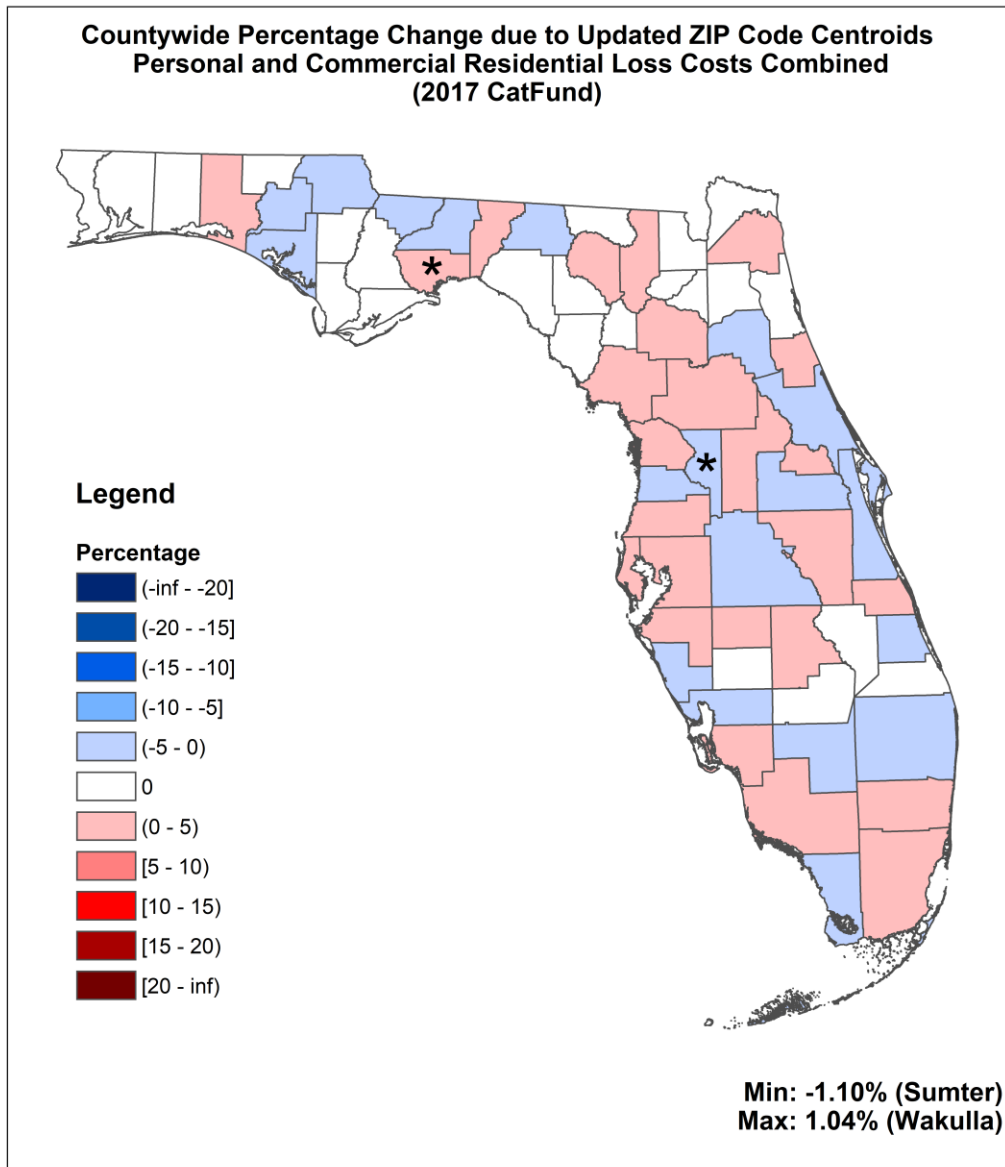 Countywide Percentage Change due to Updated ZIP Code Centroids
Personal and Commercial Residential Loss Costs Combined
(2017 CatFund)
*
*
Legend
Percentage
(-inf - -20]
(-20 - -15]
(-15 - -10]
(-10 - -5]
(-5 - 0)
0
(0 - 5)
[5 - 10)
[10 - 15)
[15 - 20)
[20 - inf)
Min: -1.10% (Sumter)
Max: 1.04% (Wakulla)